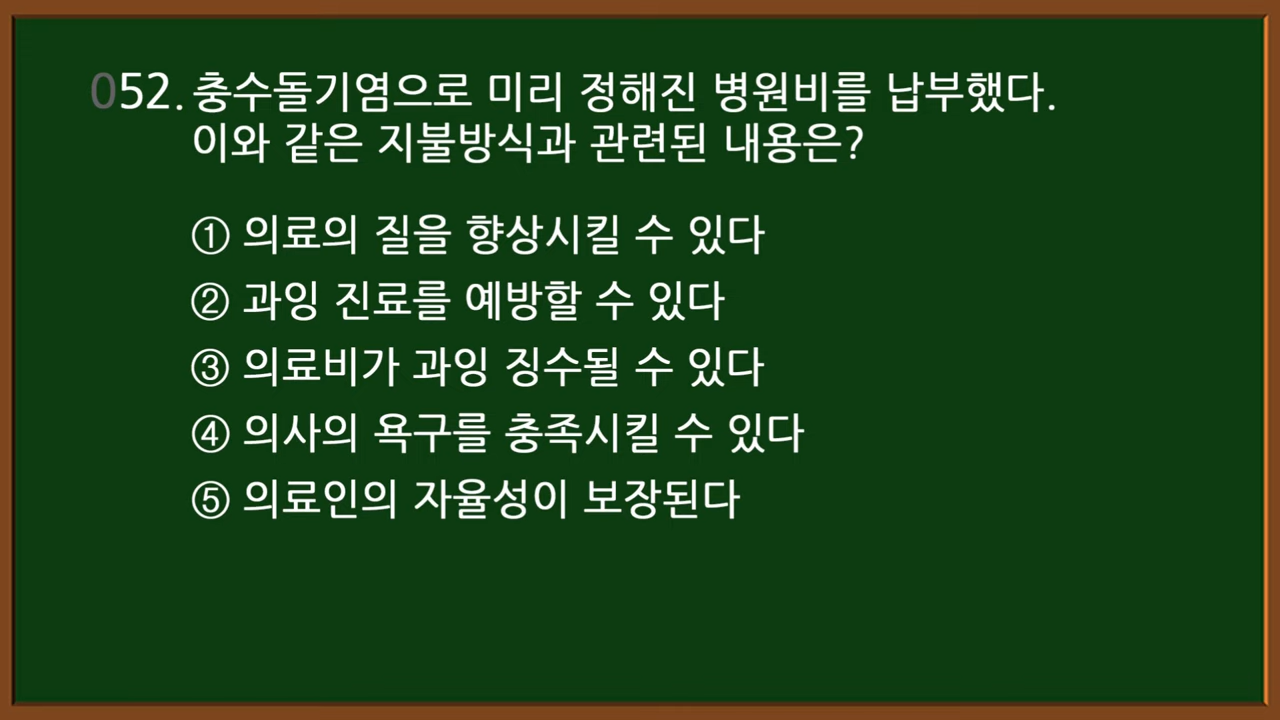 052. 충수돌기염으로 미리 정해진 병원비를 납부했다.
이와 같은 지불방식과 관련된 내용은?
① 의료의 질을 향상시킬 수 있다
② 과잉 진료를 예방할 수 있다
③ 의료비가 과잉 징수될 수 있다
④ 의사의 욕구를 충족시킬 수 있다
⑤ 의료인의 자율성이 보장된다